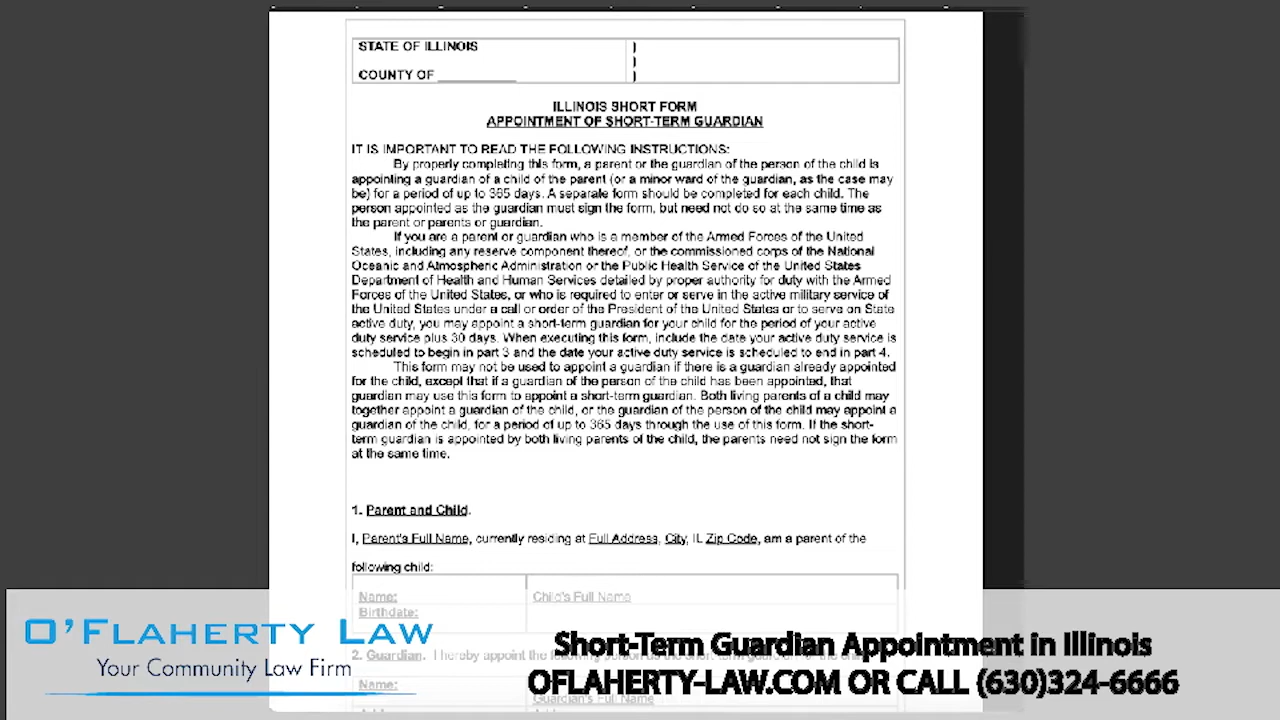 STATE OF ILLINOIS
)
)
COUNTY OF __________
)
ILLINOIS SHORT FORM
APPOINTMENT OF SHORT-TERM GUARDIAN
IT IS IMPORTANT TO READ THE FOLLOWING INSTRUCTIONS:
By properly completing this form, a parent or the guardian of the person of the child is
appointing a guardian of a child of the parent (or a minor ward of the guardian, as the case may
be) for a period of up to 365 days. A separate form should be completed for each child. The
person appointed as the guardian must sign the form, but need not do so at the same time as
the parent or parents or guardian.
If you are a parent or guardian who is a member of the Armed Forces of the United
States, including any reserve component thereof, or the commissioned corps of the National
Oceanic and Atmospheric Administration or the Public Health Service of the United States
Department of Health and Human Services detailed by proper authority for duty with the Armed
Forces of the United States, or who is required to enter or serve in the active military service of
the United States under a call or order of the President of the United States or to serve on State
active duty, you may appoint a short-term guardian for your child for the period of your active
duty service plus 30 days. When executing this form, include the date your active duty service is
scheduled to begin in part 3 and the date your active duty service is scheduled to end in part 4.
This form may not be used to appoint a guardian if there is a guardian already appointed
for the child, except that if a guardian of the person of the child has been appointed, that
guardian may use this form to appoint a short-term guardian. Both living parents of a child may
together appoint a guardian of the child, or the guardian of the person of the child may appoint a
guardian of the child, for a period of up to 365 days through the use of this form. If the short-
term guardian is appointed by both living parents of the child, the parents need not sign the form
at the same time.
1. Parent and Child.
I, Parent's Full Name, currently residing at Full Address, City, IL Zip Code, am a parent of the
following child:
Name: Child's Full Name
Birthdate:
2. Guardian. I hereby appoint the following person as the short-term guardian
Name:
Guardian's Full Name
O'FLAHERTY LAW
Your Community Law Firm
Short-Term Guardian Appointment in Illinois
OFLAHERTY-LAW.COM OR CALL (630)324-6666